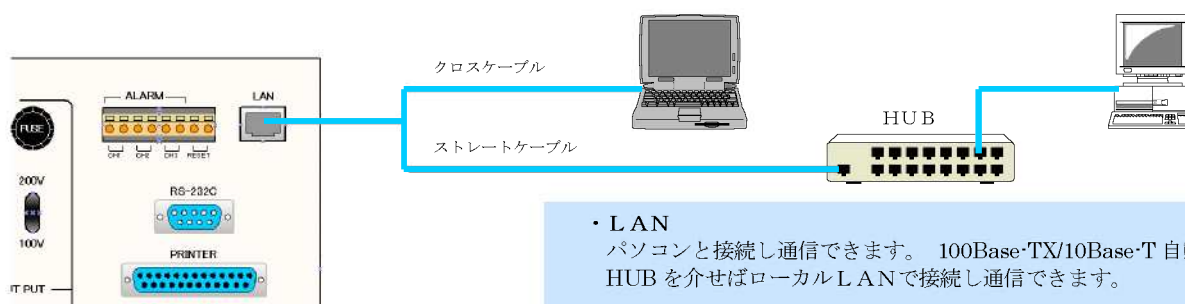 クロスケーブル
ALARM
LAN
FUSE
HUB
CH1 CH2 CH3 RESET
ストレートケーブル
200V
RS-232C
100V
・LAN
パソコンと接続し通信できます。 100Base-TX/10Base-T 自
PRINTER
HUB を介せばローカルLANで接続し通信できます。
UT PUT